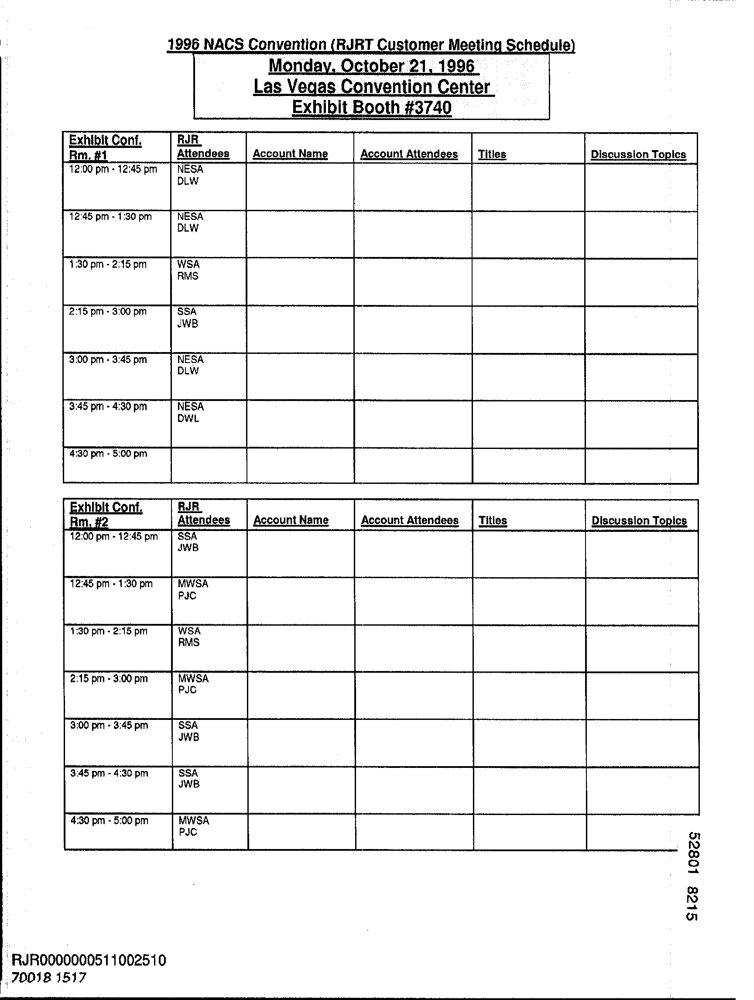 1996 NACS Convention (RJRT Customer Meeting Schedule)
Monday, October 21, 1996
Las Vegas Convention Center
Exhibit Booth #3740
Exhibit Conf. Rm. #1 RJR Attendees Account Name Account Attendees Titles Discussion Topics
12:00 pm - 12:45 pm NESA
DLW
12:45 pm - 1:30 pm NESA
DLW
1:30 pm - 2:15 pm WSA
RMS
2:15 pm - 3:00 pm SSA
JWB
3:00 pm - 3:45 pm NESA
DLW
3:45 pm - 4:30 pm NESA
DWL
4:30 pm - 5:00 pm
Exhibit Conf. Rm. #2 RJR Attendees Account Name Account Attendees Titles Discussion Topics
12:00 pm - 12:45 pm SSA
JWB
12:45 pm - 1:30 pm MWSA
PJC
1:30 pm - 2:15 pm WSA
RMS
2:15 pm - 3:00 pm MWSA
PJC
3:00 pm - 3:45 pm SSA
JWB
3:45 pm - 4:30 pm SSA
JWB
4:30 pm - 5:00 pm MWSA
PJC
52801 8215
RJR0000000511002510
70018 1517